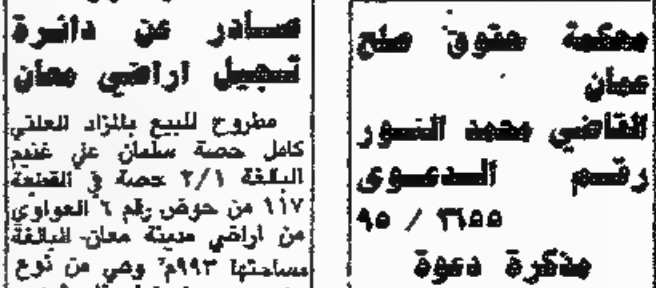 محكمة حقوق صلح
عمان
القاضي محمد النسور
رقم الدعوى
٣٦٥٥ / ٩٥
مذكرة دعوة
صادر عن دائرة
تسجيل اراضي معان
مطروح للبيع بالمزاد العلني
كامل حصة سلمان علي غنيم
البالغة ٢/١ حصة في القطعة
١٧ من حوض رقم ٦ العواوي
من اراضي مدينة معان البالغة
مساحتها ٩٩٣م٢ وهي من نوع